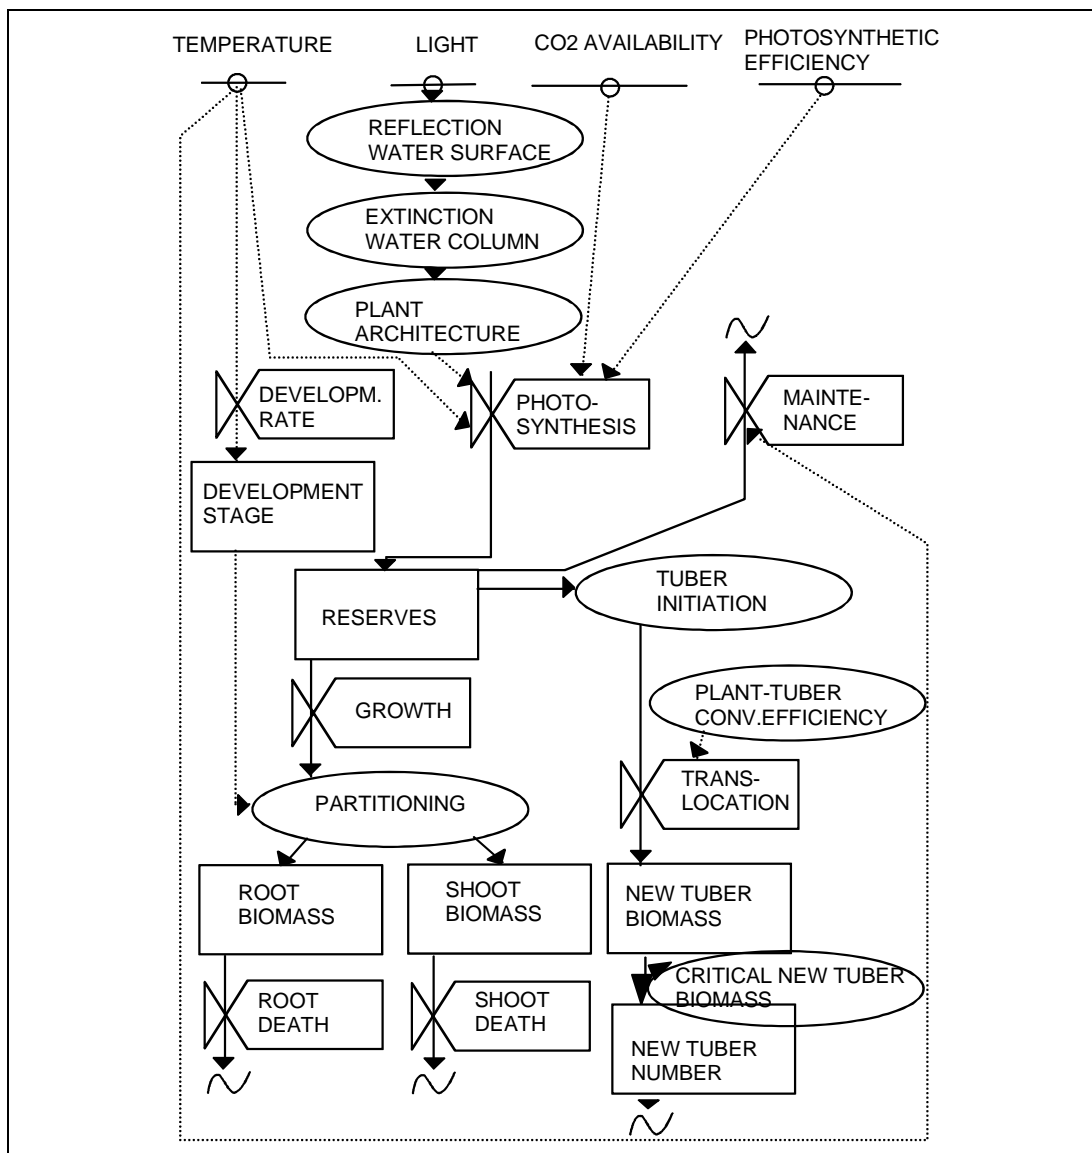 TEMPERATURE
LIGHT
CO2 AVAILABILITY
PHOTOSYNTHETIC
EFFICIENCY
REFLECTION
WATER SURFACE
EXTINCTION
WATER COLUMN
PLANT
ARCHITECTURE
DEVELOPM.
RATE
PHOTO-
SYNTHESIS
MAINTE-
NANCE
DEVELOPMENT
STAGE
RESERVES
TUBER
INITIATION
GROWTH
PLANT-TUBER
CONV.EFFICIENCY
TRANS-
LOCATION
PARTITIONING
ROOT
BIOMASS
SHOOT
BIOMASS
NEW TUBER
BIOMASS
CRITICAL NEW TUBER
BIOMASS
ROOT
DEATH
SHOOT
DEATH
NEW TUBER
NUMBER